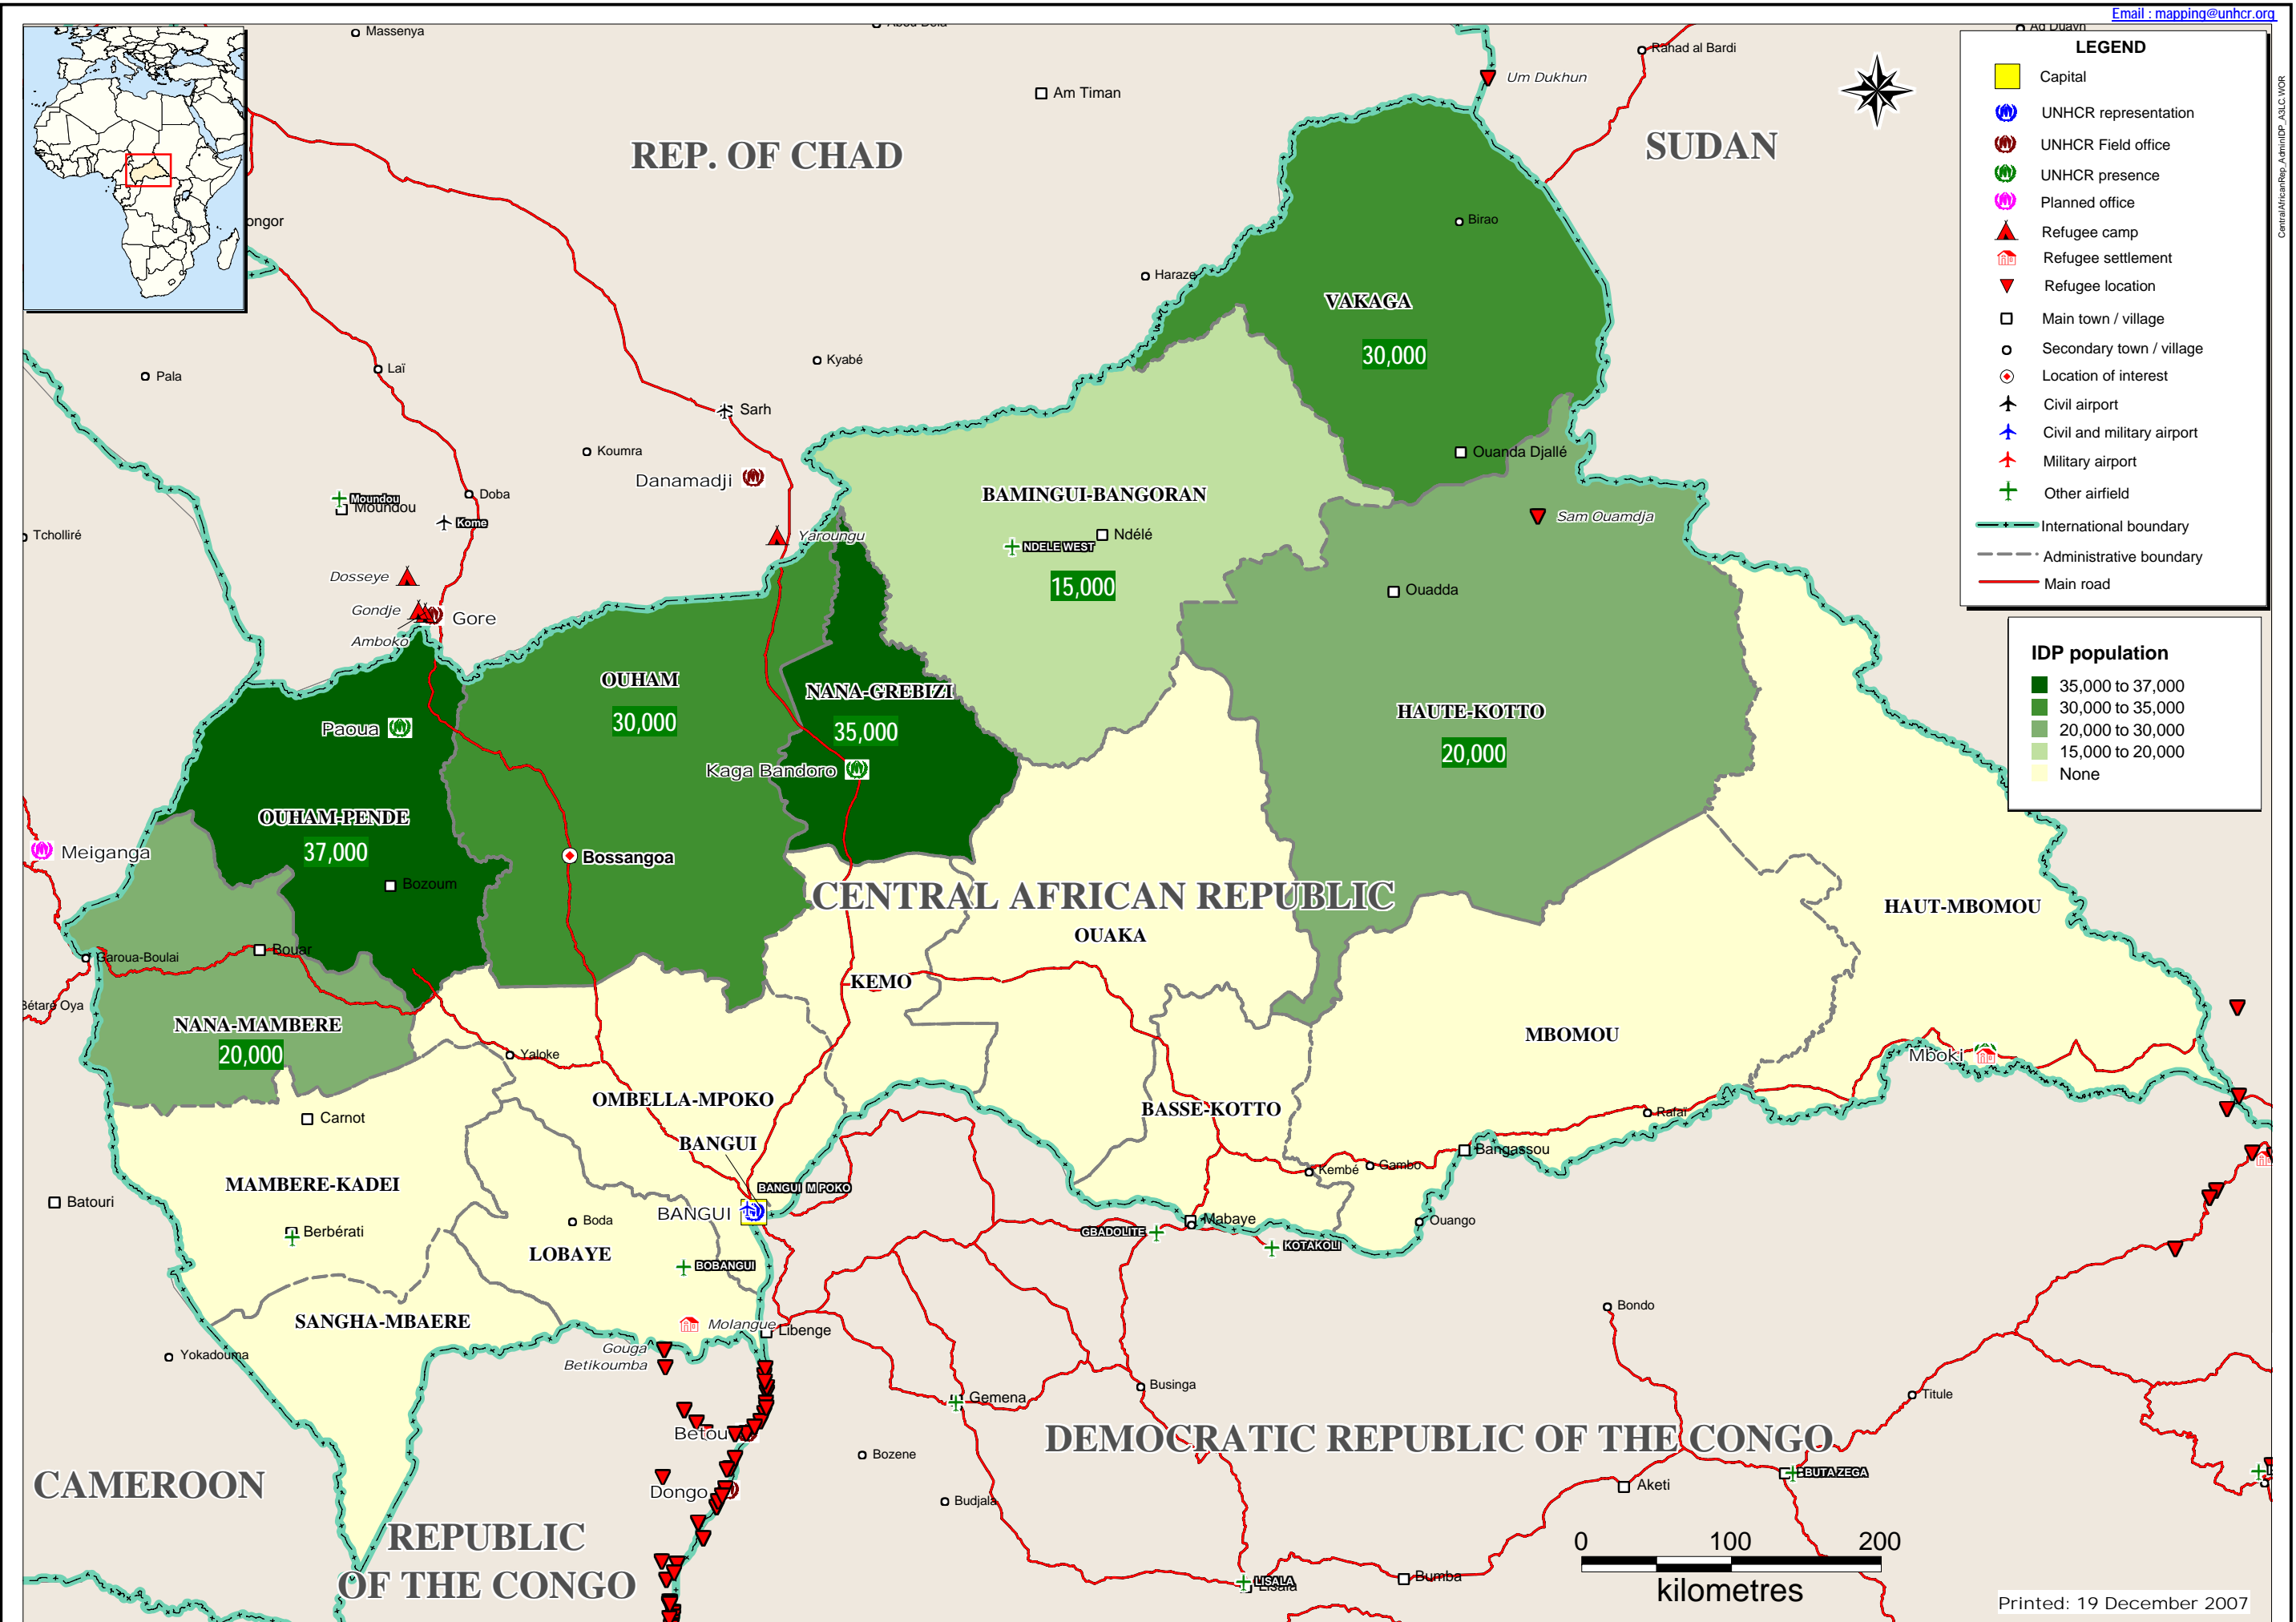 Email : mapping@unhcr.org
Massenya
Ad Duayn
Rahad al Bardi
Um Dukhun
Am Timan
REP. OF CHAD
SUDAN
LEGEND
Capital
UNHCR representation
UNHCR Field office
UNHCR presence
Planned office
Refugee camp
Refugee settlement
Refugee location
Main town / village
Secondary town / village
Location of interest
Civil airport
Civil and military airport
Military airport
Other airfield
International boundary
Administrative boundary
Main road
CentralAfricanRep_AdminIDP_A3LC.WOR
IDP population
35,000 to 37,000
30,000 to 35,000
20,000 to 30,000
15,000 to 20,000
None
ongor
Birao
Haraze
VAKAGA
30,000
Kyabé
Pala
Laï
Sarh
Koumra
Danamadji
Ouanda Djallé
Doba
Moundou
Moundou
Kome
Tcholliré
BAMINGUI-BANGORAN
Sam Ouamdja
Yaroungu
NDELE WEST
Ndélé
15,000
Dosseye
Gondje
Gore
Amboko
Ouadda
OUHAM
30,000
NANA-GREBIZI
35,000
HAUTE-KOTTO
20,000
Paoua
Kaga Bandoro
OUHAM-PENDE
37,000
Meiganga
Bossangoa
Bozoum
CENTRAL AFRICAN REPUBLIC
HAUT-MBOMOU
OUAKA
Bouar
Garoua-Boulai
KEMO
Bétaré Oya
NANA-MAMBERE
20,000
MBOMOU
Yaloke
Mboki
OMBELLA-MPOKO
BASSE-KOTTO
Rafaï
Carnot
BANGUI
Bangassou
Kembé
Gambo
MAMBERE-KADEI
BANGUI M POKO
Batouri
BANGUI
Boda
Mabaye
Ouango
Berbérati
GBADOLITE
KOTAKOLI
LOBAYE
BOBANGUI
SANGHA-MBAERE
Molangue
Libenge
Bondo
Gouga
Betikoumba
Yokadouma
Businga
Titule
Gemena
Betou
DEMOCRATIC REPUBLIC OF THE CONGO
Bozene
BUTA ZEGA
CAMEROON
Aketi
Dongo
Budjala
REPUBLIC
OF THE CONGO
0 100 200
kilometres
LISALA
Lisala
Bumba
Printed: 19 December 2007